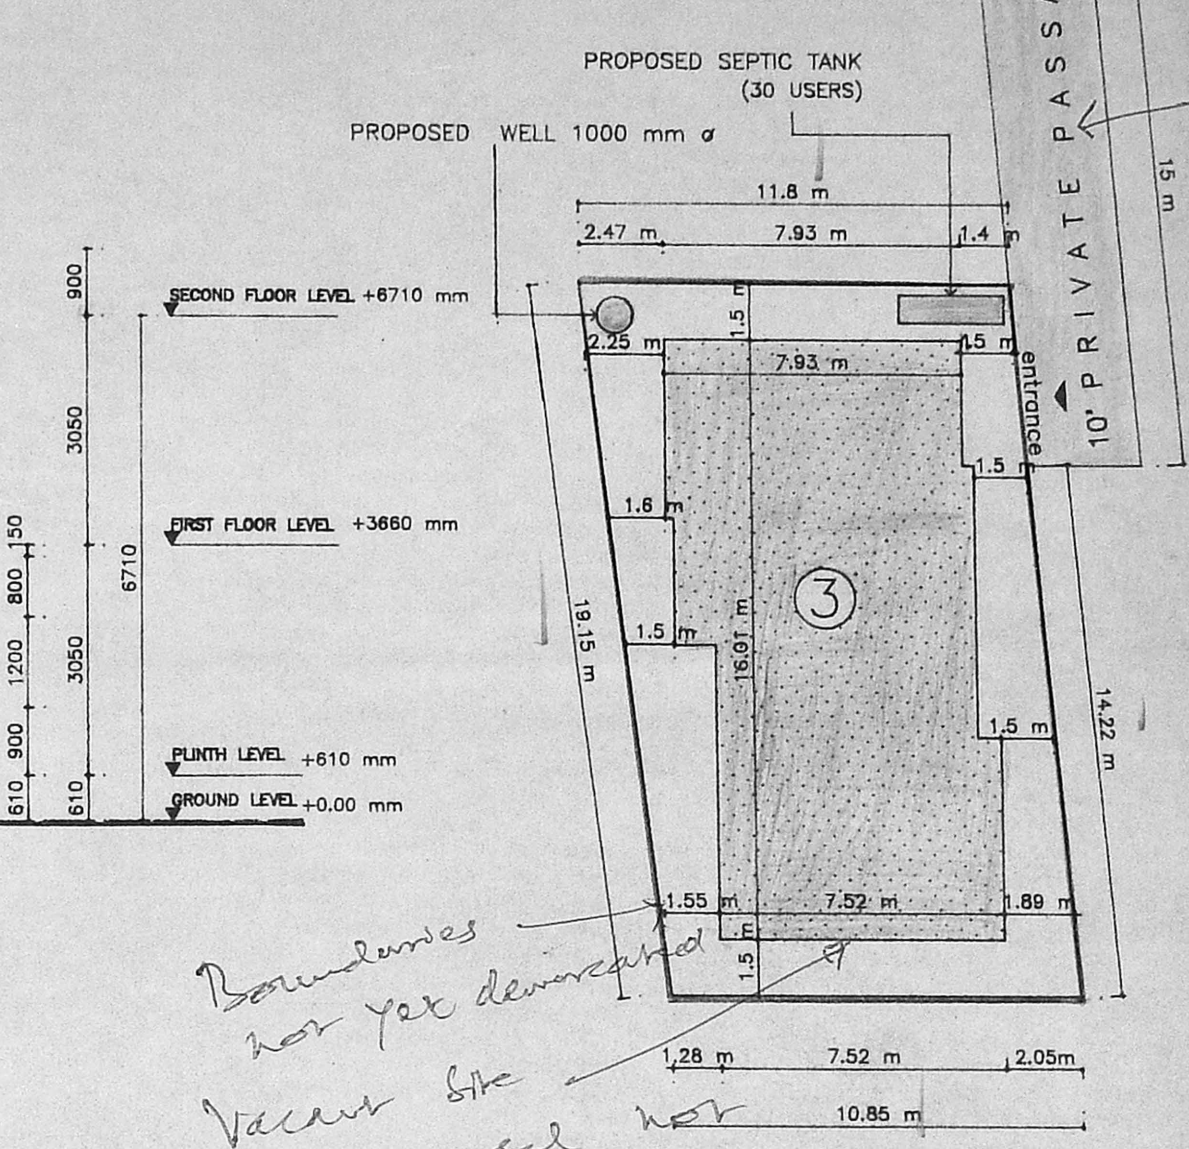 PROPOSED SEPTIC TANK
(30 USERS)
PROPOSED WELL 1000 mm ø
11.8 m
2.47 m 7.93 m 1.4 m
15 m
10' PRIVATE PASSA
900
SECOND FLOOR LEVEL +6710 mm
1.5 m
2.25 m 7.93 m 15 m
entrance
3050
1.5 m
1.6 m
FIRST FLOOR LEVEL +3660 mm
150
6710
800
3
19.15 m
16.01 m
1.5 m
1200
3050
14.22 m
1.5 m
900
PLINTH LEVEL +610 mm
610
610
GROUND LEVEL +0.00 mm
1.55 m 7.52 m 1.89 m
1.5 m
Boundaries
not yet demarcated
1.28 m 7.52 m 2.05m
Vacant Site
10.85 m
not